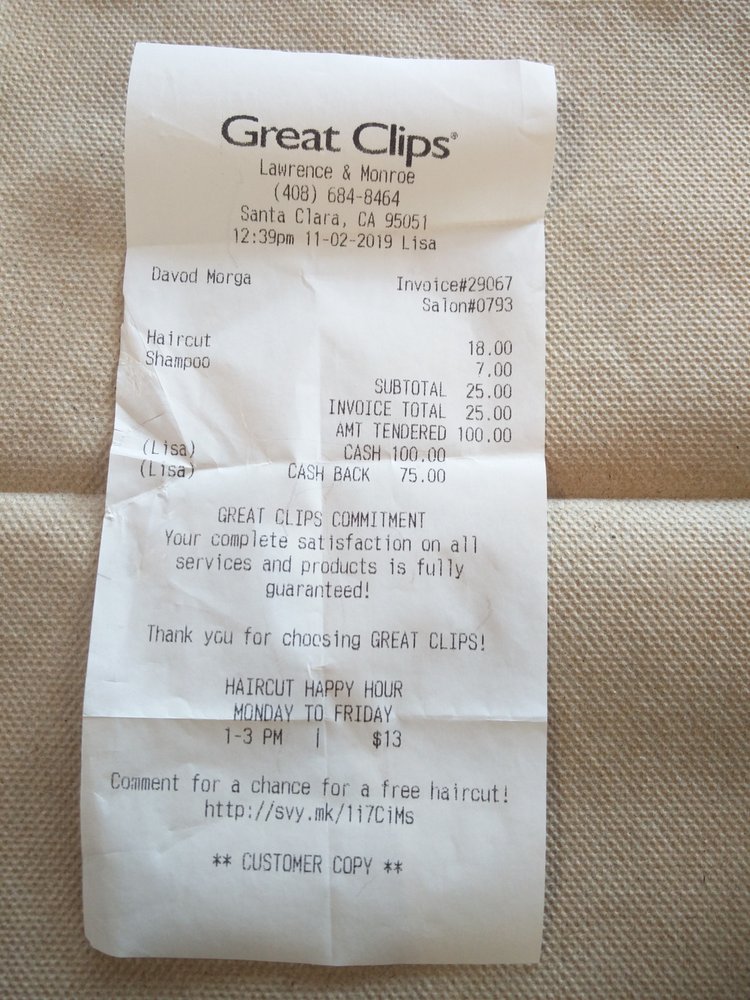 Great Clips®
Lawrence & Monroe
(408) 684-8464
Santa Clara, CA 95051
12:39pm 11-02-2019 Lisa
Davod Morga Invoice#29067
Salon#0793
Haircut 18.00
Shampoo 7.00
SUBTOTAL 25.00
INVOICE TOTAL 25.00
AMT TENDERED 100.00
(Lisa) CASH 100.00
(Lisa) CASH BACK 75.00
GREAT CLIPS COMMITMENT
Your complete satisfaction on all
services and products is fully
guaranteed!
Thank you for choosing GREAT CLIPS!
HAIRCUT HAPPY HOUR
MONDAY TO FRIDAY
1-3 PM | $13
Comment for a chance for a free haircut!
http://svy.mk/1i7CiMs
** CUSTOMER COPY **